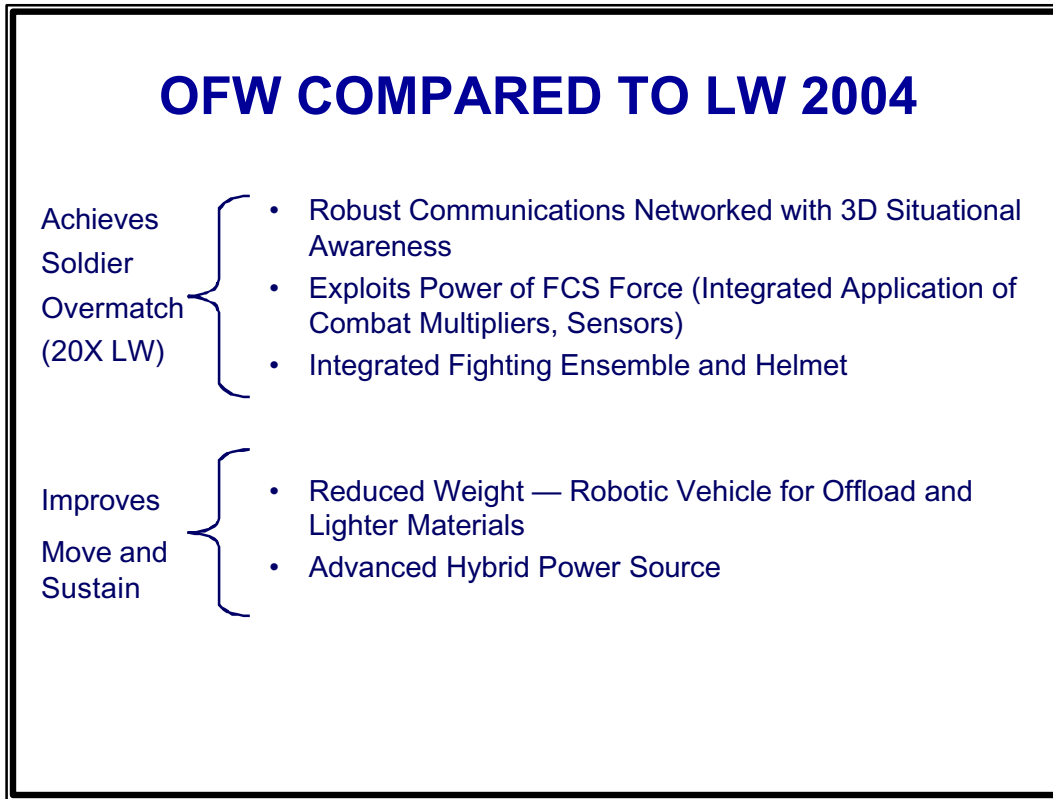 OFW COMPARED TO LW 2004
Achieves
Soldier
Overmatch
(20X LW)
• Robust Communications Networked with 3D Situational
Awareness
• Exploits Power of FCS Force (Integrated Application of
Combat Multipliers, Sensors)
• Integrated Fighting Ensemble and Helmet
Improves
Move and
Sustain
• Reduced Weight — Robotic Vehicle for Offload and
Lighter Materials
• Advanced Hybrid Power Source